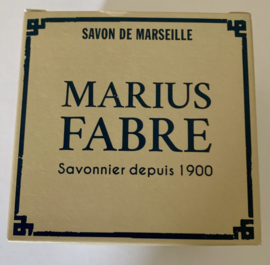 SAVON DE MARSEILLE
MARIUS
FABRE
Savonnier depuis 1900